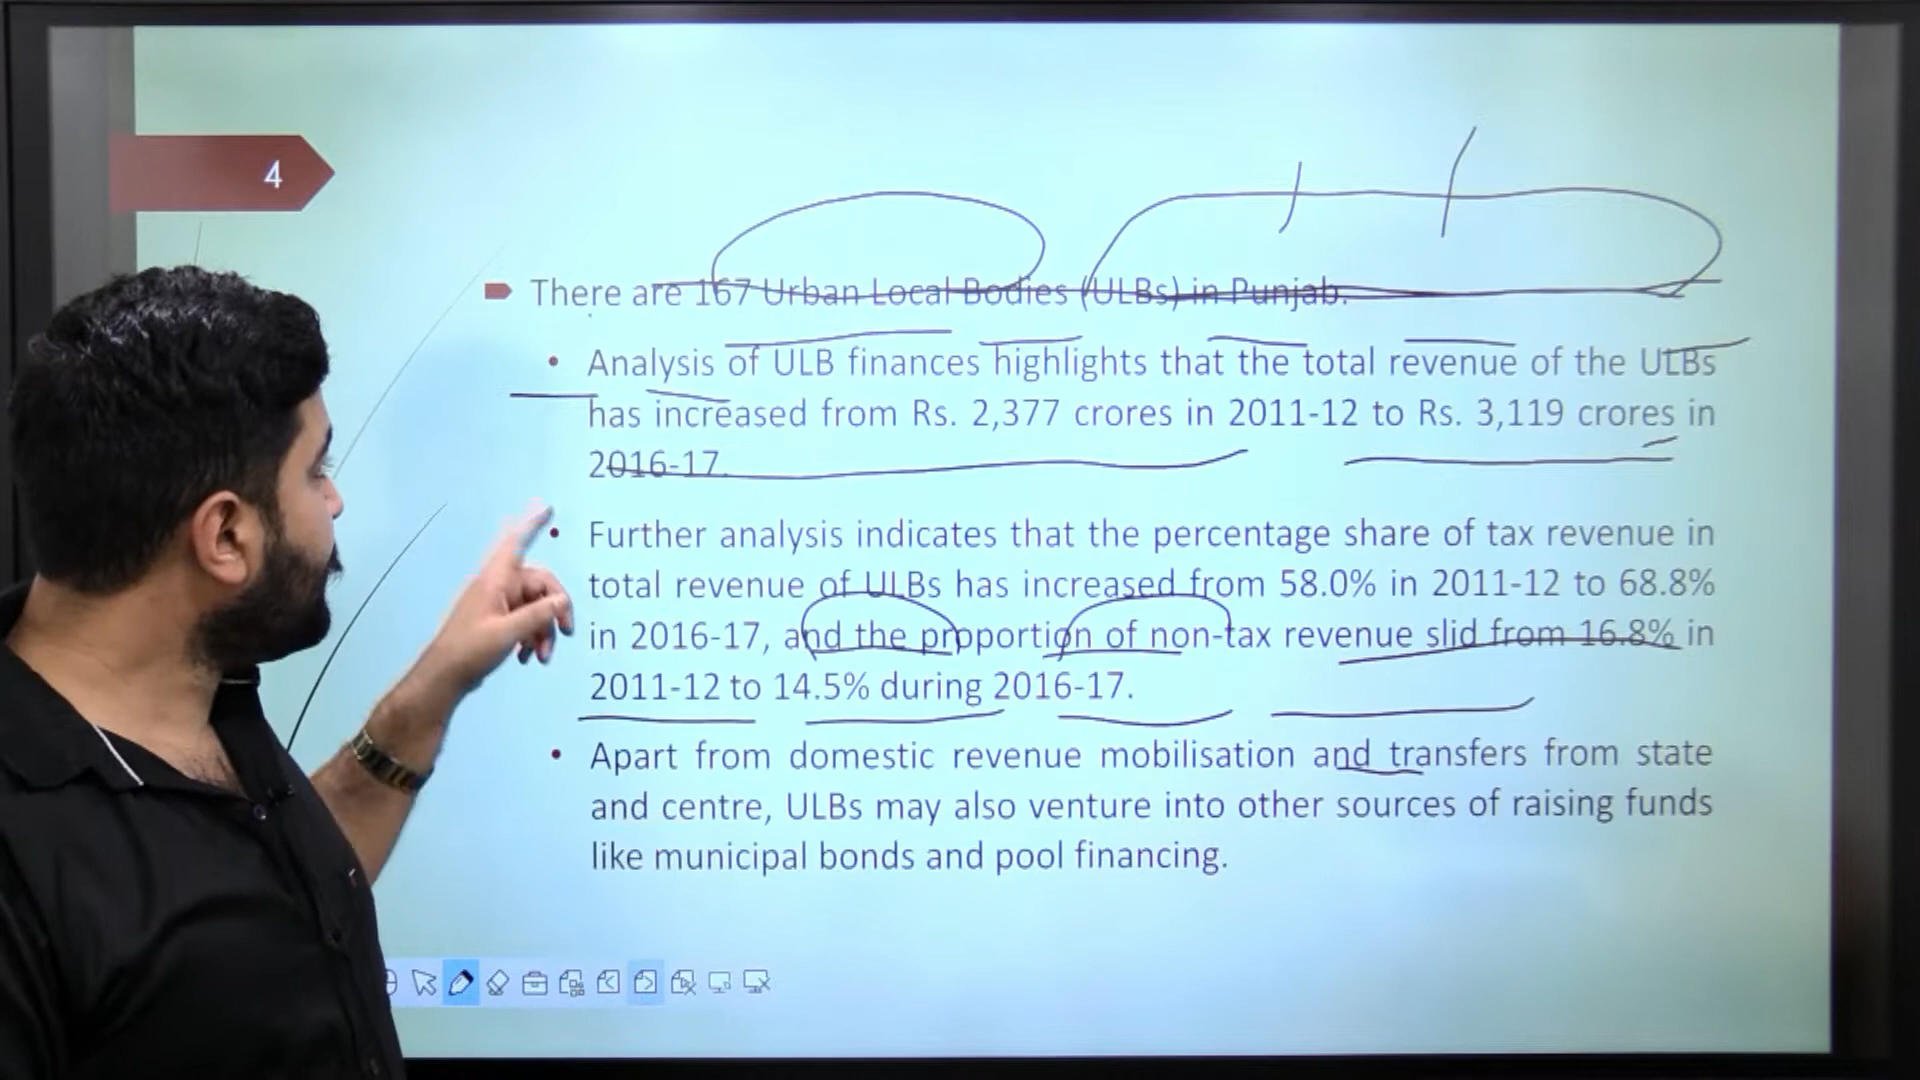 4
There are 167 Urban Local Bodies (ULBs) in Punjab.
• Analysis of ULB finances highlights that the total revenue of the ULBs
has increased from Rs. 2,377 crores in 2011-12 to Rs. 3,119 crores in
2016-17.
• Further analysis indicates that the percentage share of tax revenue in
total revenue of ULBs has increased from 58.0% in 2011-12 to 68.8%
in 2016-17, and the proportion of non-tax revenue slid from 16.8% in
2011-12 to 14.5% during 2016-17.
• Apart from domestic revenue mobilisation and transfers from state
and centre, ULBs may also venture into other sources of raising funds
like municipal bonds and pool financing.